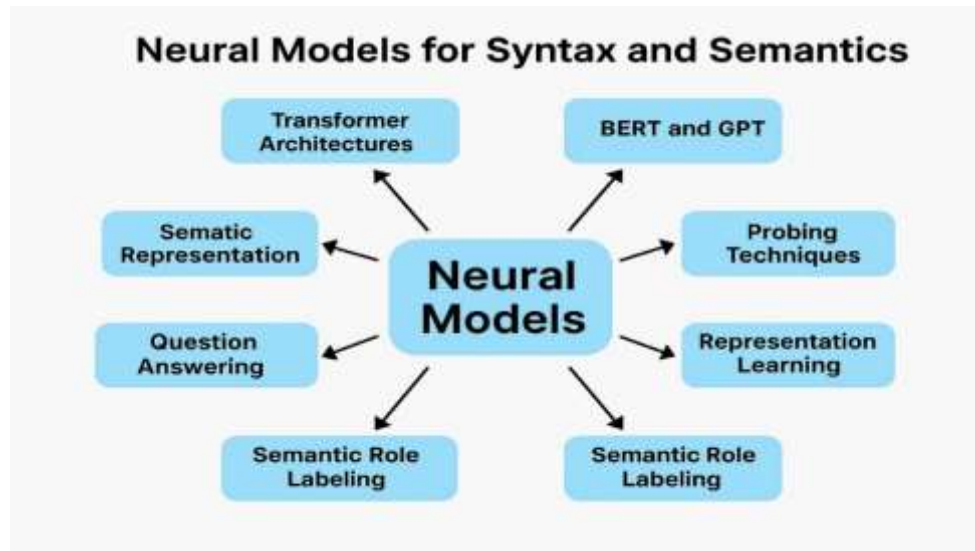 Neural Models for Syntax and Semantics
Transformer
Architectures
BERT and GPT
Sematic
Representation
Probing
Techniques
Neural
Models
Question
Answering
Representation
Learning
Semantic Role
Labeling
Semantic Role
Labeling